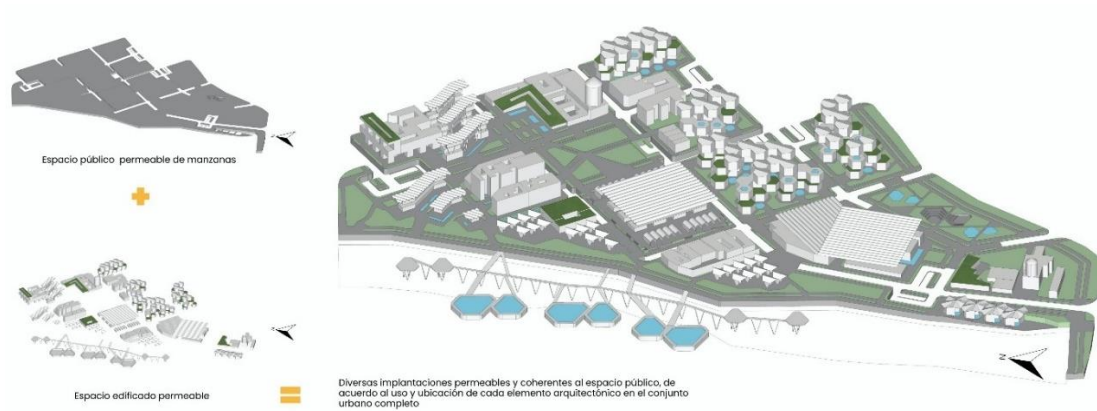 Espacio público permeable de manzanas
Espacio edificado permeable
Diversas implantaciones permeables y coherentes al espacio público, de
acuerdo al uso y ubicación de cada elemento arquitectónico en el conjunto
urbano completo
N